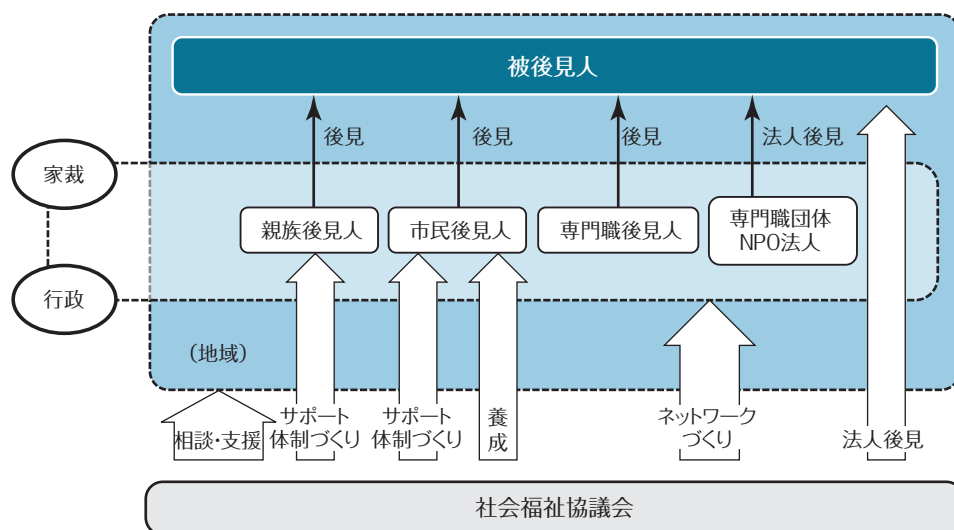 被後見人
後見
後見
後見
法人後見
家裁
親族後見人
市民後見人
専門職後見人
専門職団体
NPO法人
行政
（地域）
相談・支援
サポート
体制づくり
サポート
体制づくり
養
成
ネットワーク
づくり
法人後見
社会福祉協議会